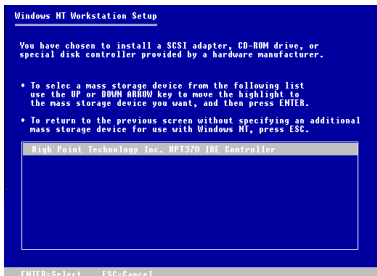 Windows NT Workstation Setup
You have chosen to install a SCSI adapter, CD-ROM drive, or
special disk controller provided by a hardware manufacturer.
• To selec a mass storage device from the following list
use the UP or DOWN ARROW key to move the highlight to
the mass storage device you want, and then press ENTER.
• To return to the previous screen without specifying an additional
mass storage device for use with Windows NT, press ESC.
High Point Technology Inc. HPT370 IDE Controller
ENTER=Select ESC=Cancel